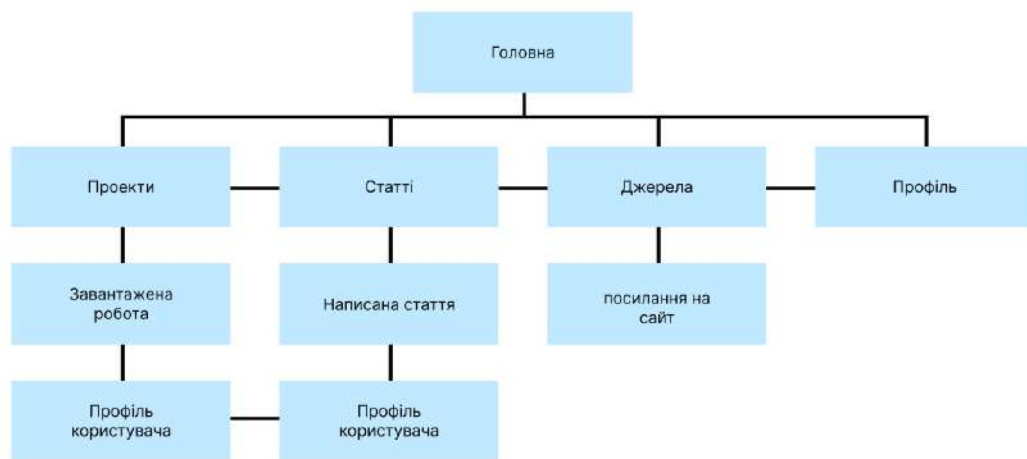 Головна
Проекти
Статті
Джерела
Профіль
Завантажена
робота
Написана стаття
посилання на
сайт
Профіль
користувача
Профіль
користувача